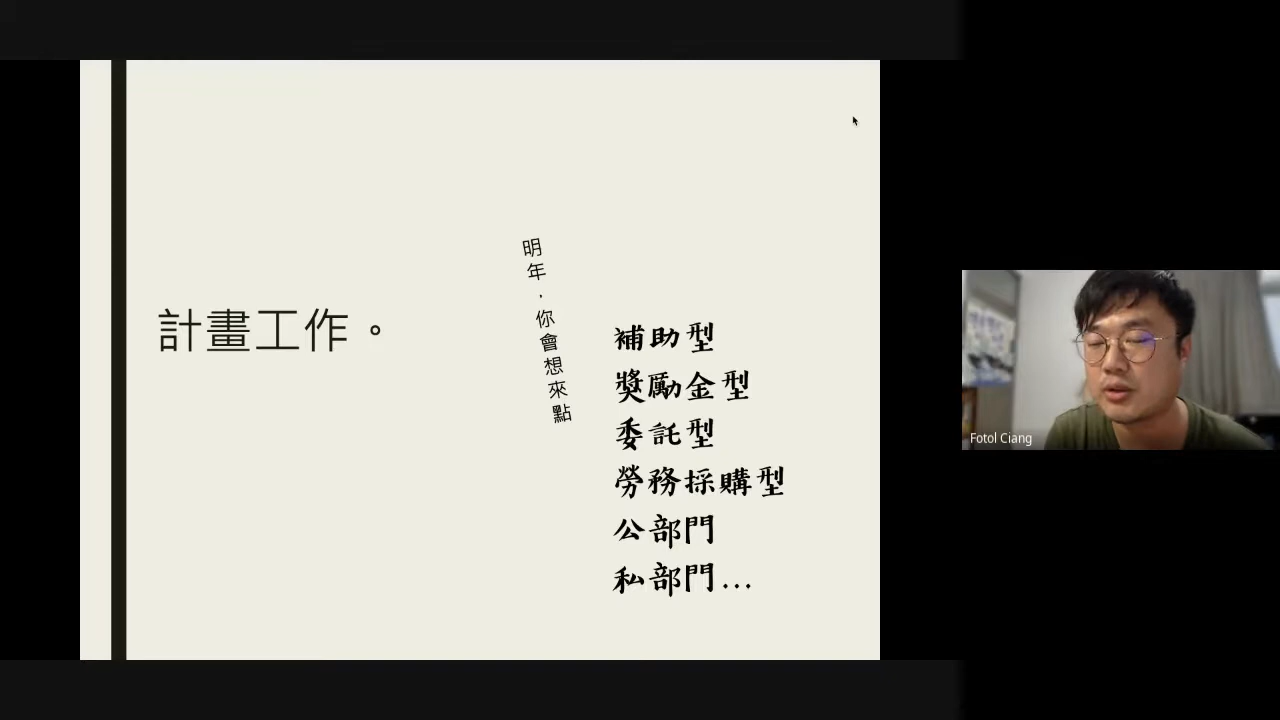 計畫工作。
明年，你會想來點
補助型
獎勵金型
委託型
勞務採購型
公部門
私部門...
Fotol Ciang